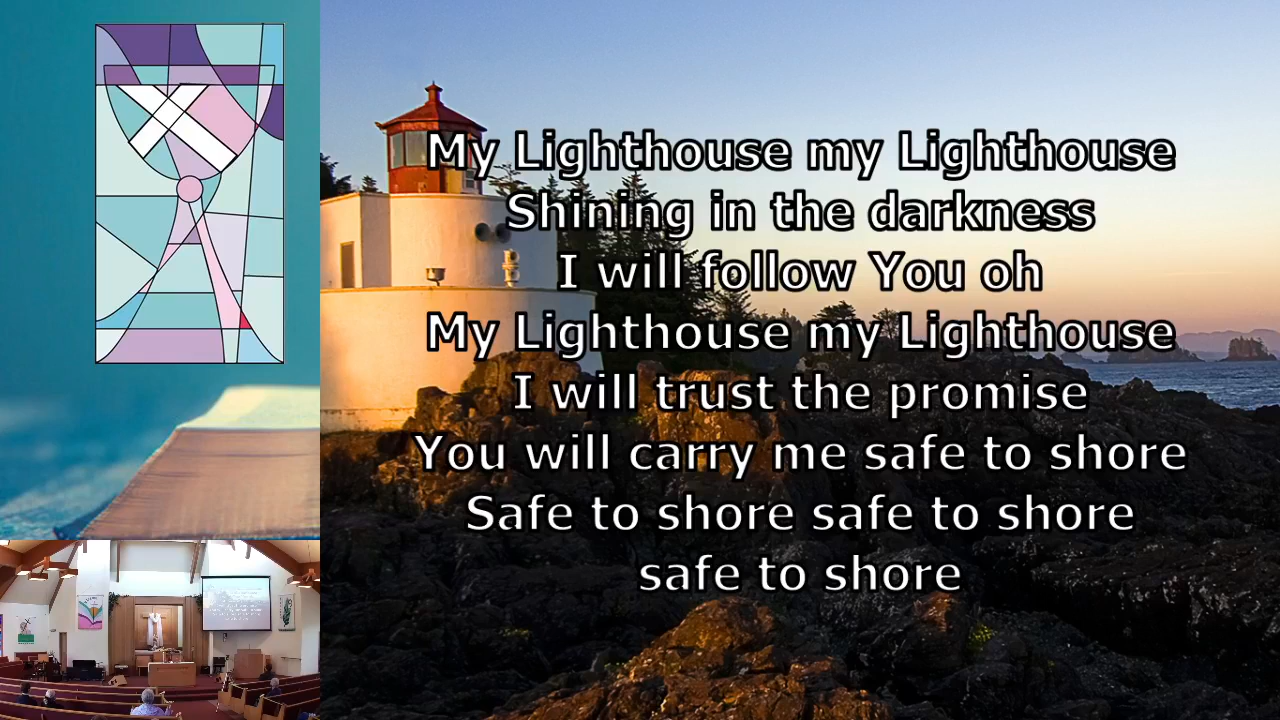 My Lighthouse my Lighthouse
Shining in the darkness
I will follow You oh
My Lighthouse my Lighthouse
I will trust the promise
You will carry me safe to shore
Safe to shore safe to shore
safe to shore